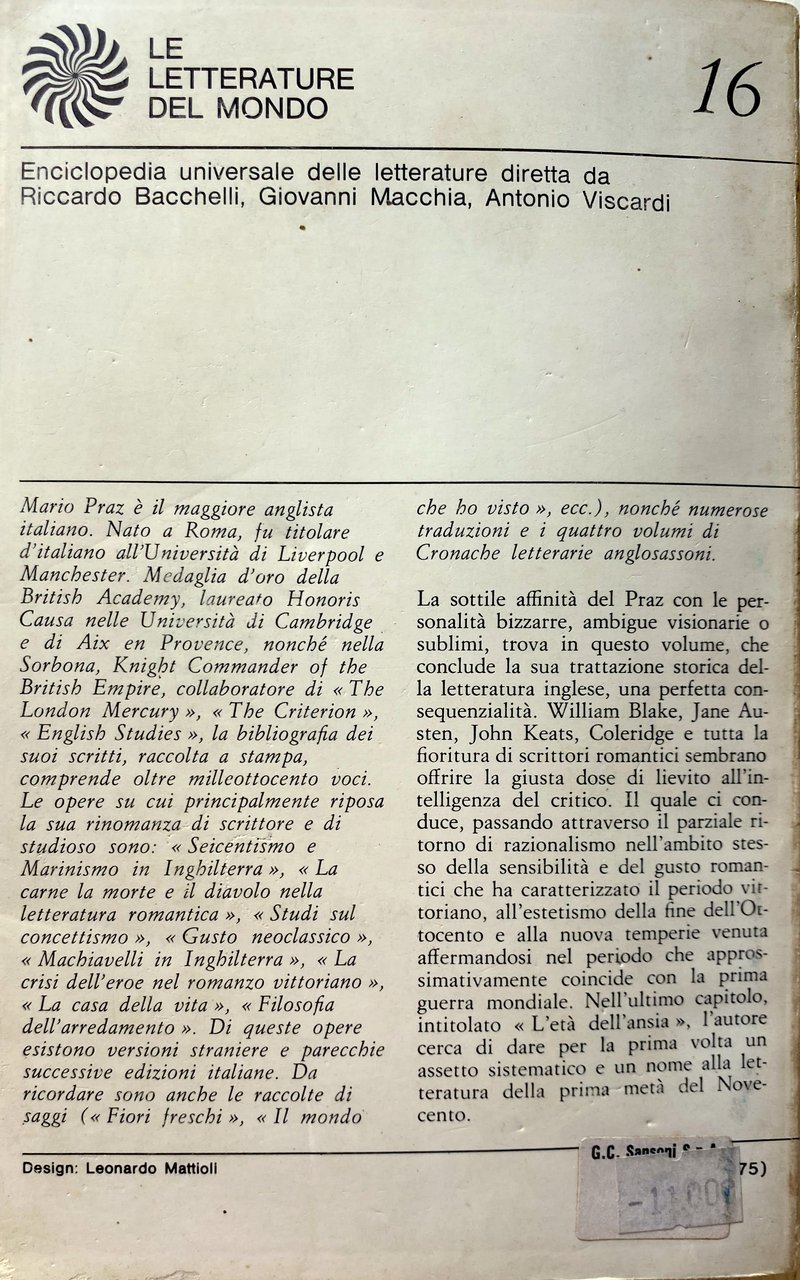 LE
LETTERATURE
DEL MONDO
16
Enciclopedia universale delle letterature diretta da
Riccardo Bacchelli, Giovanni Macchia, Antonio Viscardi
Mario Praz è il maggiore anglista
italiano. Nato a Roma, fu titolare
d'italiano all'Università di Liverpool e
Manchester. Medaglia d'oro della
British Academy, laureato Honoris
Causa nelle Università di Cambridge
e di Aix en Provence, nonché nella
Sorbona, Knight Commander of the
British Empire, collaboratore di « The
London Mercury », « The Criterion »,
« English Studies », la bibliografia dei
suoi scritti, raccolta a stampa,
comprende oltre milleottocento voci.
Le opere su cui principalmente riposa
la sua rinomanza di scrittore e di
studioso sono: « Seicentismo e
Marinismo in Inghilterra », « La
carne la morte e il diavolo nella
letteratura romantica », « Studi sul
concettismo », « Gusto neoclassico »,
« Machiavelli in Inghilterra », « La
crisi dell'eroe nel romanzo vittoriano »,
« La casa della vita », « Filosofia
dell'arredamento ». Di queste opere
esistono versioni straniere e parecchie
successive edizioni italiane. Da
ricordare sono anche le raccolte di
saggi (« Fiori freschi », « Il mondo
che ho visto », ecc.), nonché numerose
traduzioni e i quattro volumi di
Cronache letterarie anglosassoni.
La sottile affinità del Praz con le per-
sonalità bizzarre, ambigue visionarie o
sublimi, trova in questo volume, che
conclude la sua trattazione storica del-
la letteratura inglese, una perfetta con-
sequenzialità. William Blake, Jane Au-
sten, John Keats, Coleridge e tutta la
fioritura di scrittori romantici sembrano
offrire la giusta dose di lievito all'in-
telligenza del critico. Il quale ci con-
duce, passando attraverso il parziale ri-
torno di razionalismo nell'ambito stes-
so della sensibilità e del gusto roman-
tici che ha caratterizzato il periodo vit-
toriano, all'estetismo della fine dell'Ot-
tocento e alla nuova temperie venuta
affermandosi nel periodo che appros-
simativamente coincide con la prima
guerra mondiale. Nell'ultimo capitolo,
intitolato « L'età dell'ansia », l'autore
cerca di dare per la prima volta un
assetto sistematico e un nome alla let-
teratura della prima metà del Nove-
cento.
Design: Leonardo Mattioli
G.C. Sansoni
75)